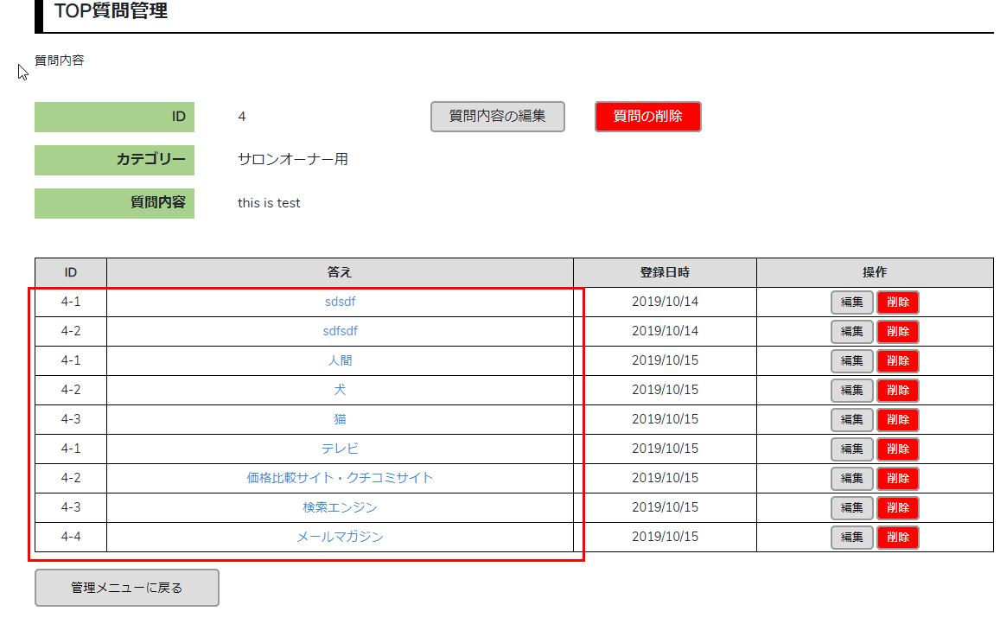 TOP質問管理
質問内容
ID 4 質問内容の編集 質問の削除
カテゴリー サロンオーナー用
質問内容 this is test
ID 答え 登録日時 操作
4-1 sdsdf 2019/10/14 編集 削除
4-2 sdfsdf 2019/10/14 編集 削除
4-1 人間 2019/10/15 編集 削除
4-2 犬 2019/10/15 編集 削除
4-3 猫 2019/10/15 編集 削除
4-1 テレビ 2019/10/15 編集 削除
4-2 価格比較サイト・クチコミサイト 2019/10/15 編集 削除
4-3 検索エンジン 2019/10/15 編集 削除
4-4 メールマガジン 2019/10/15 編集 削除
管理メニューに戻る